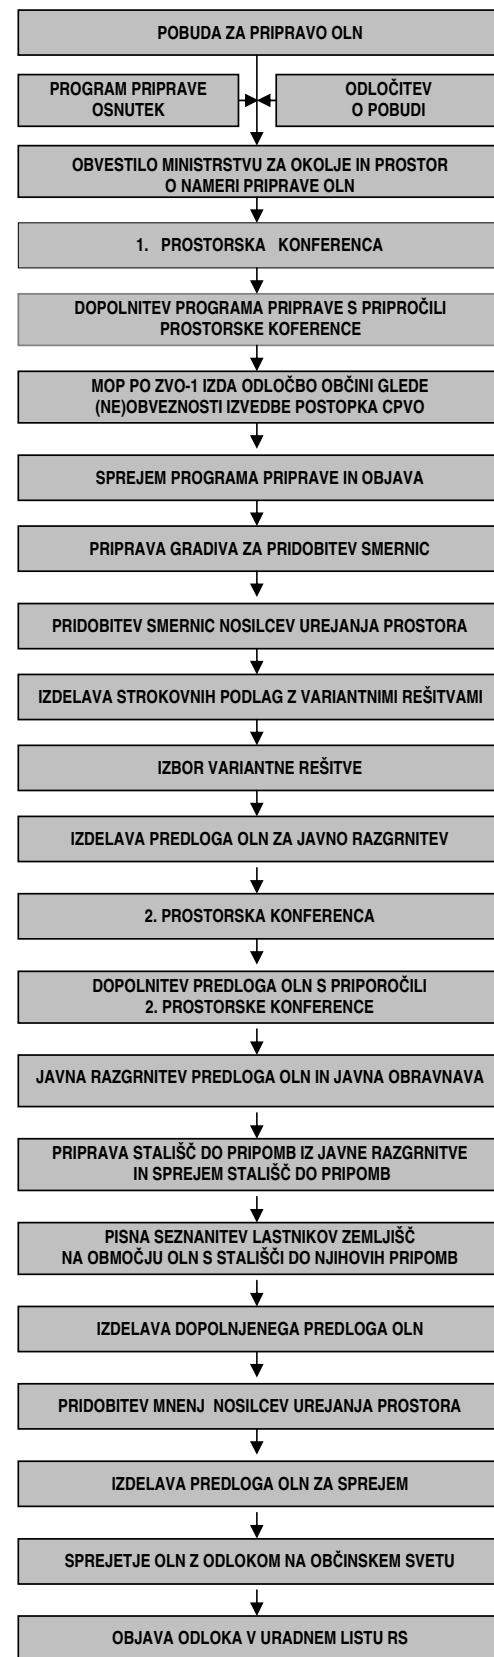 POBUDA ZA PRIPRAVO OLN
PROGRAM PRIPRAVE
OSNUTEK
ODLOČITEV
O POBUDI
OBVESTILO MINISTRSTVU ZA OKOLJE IN PROSTOR
O NAMERI PRIPRAVE OLN
1. PROSTORSKA KONFERENCA
DOPOLNITEV PROGRAMA PRIPRAVE S PRIPROČILI
PROSTORSKE KOFERENCE
MOP PO ZVO-1 IZDA ODLOČBO OBČINI GLEDE
(NE)OBVEZNOSTI IZVEDBE POSTOPKA CPVO
SPREJEM PROGRAMA PRIPRAVE IN OBJAVA
PRIPRAVA GRADIVA ZA PRIDOBITEV SMERNIC
PRIDOBITEV SMERNIC NOSILCEV UREJANJA PROSTORA
IZDELAVA STROKOVNIH PODLAG Z VARIANTNIMI REŠITVAMI
IZBOR VARIANTNE REŠITVE
IZDELAVA PREDLOGA OLN ZA JAVNO RAZGRNITEV
2. PROSTORSKA KONFERENCA
DOPOLNITEV PREDLOGA OLN S PRIPOROČILI
2. PROSTORSKE KONFERENCE
JAVNA RAZGRNITEV PREDLOGA OLN IN JAVNA OBRAVNAVA
PRIPRAVA STALIŠČ DO PRIPOMB IZ JAVNE RAZGRNITVE
IN SPREJEM STALIŠČ DO PRIPOMB
PISNA SEZNANITEV LASTNIKOV ZEMLJIŠČ
NA OBMOČJU OLN S STALIŠČI DO NJIHOVIH PRIPOMB
IZDELAVA DOPOLNJENEGA PREDLOGA OLN
PRIDOBITEV MNENJ NOSILCEV UREJANJA PROSTORA
IZDELAVA PREDLOGA OLN ZA SPREJEM
SPREJETJE OLN Z ODLOKOM NA OBČINSKEM SVETU
OBJAVA ODLOKA V URADNEM LISTU RS